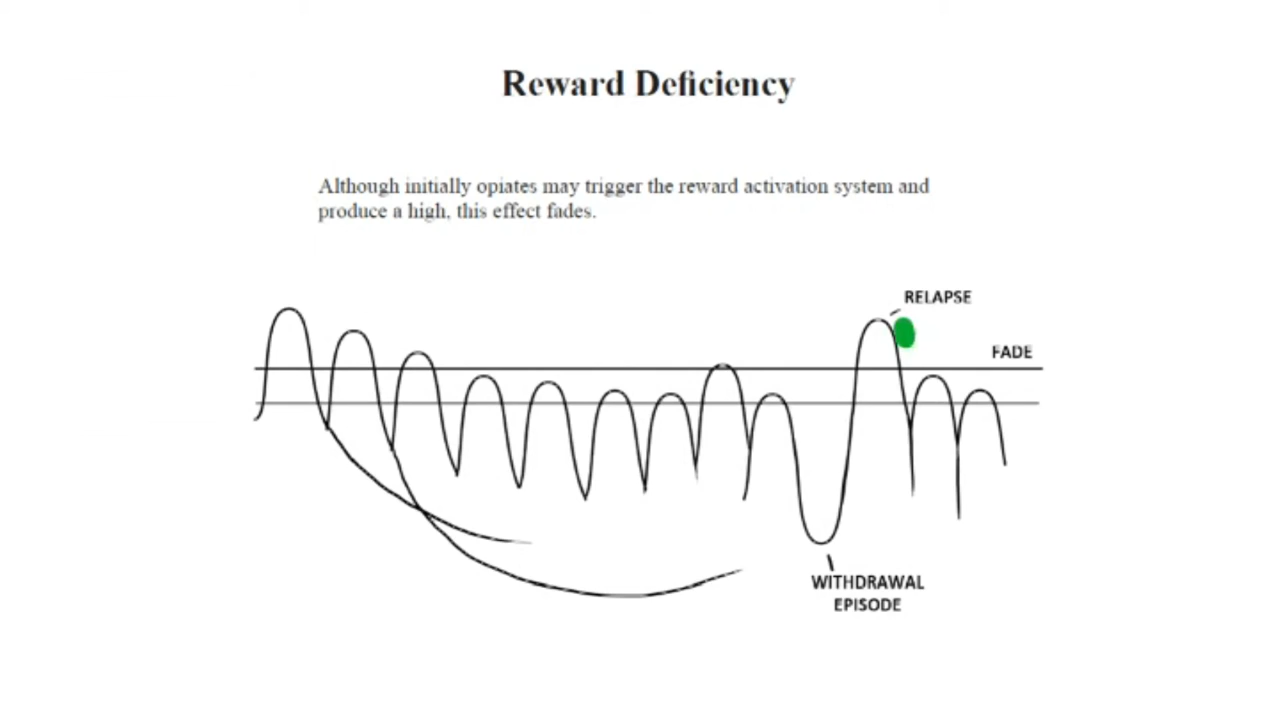 Reward Deficiency
Although initially opiates may trigger the reward activation system and
produce a high, this effect fades.
RELAPSE
FADE
WITHDRAWAL
EPISODE